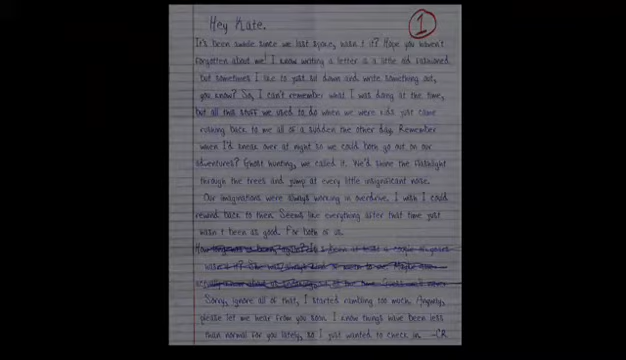 Hey Kate.
1
It's been awhile since we last spoke, hasn't it? Hope you haven't
forgotten about me! I know writing a letter is a little old fashioned
but sometimes I like to just sit down and write something out,
you know? So, I can't remember what I was doing at the time,
but all this stuff we used to do when we were kids just came
rushing back to me all of a sudden the other day. Remember
when I'd sneak over at night so we could both go out on our
adventures? Ghost hunting, we called it. We'd shine the flashlight
through the trees and jump at every little insignificant noise.
Our imaginations were always working in overdrive. I wish I could
rewind back to then. Seems like everything after that time just
hasn't been as good. For both of us.
Sorry, ignore all of that, I started rambling too much. Anyway,
please let me hear from you soon. I know things have been less
than normal for you lately, so I just wanted to check in. -CR